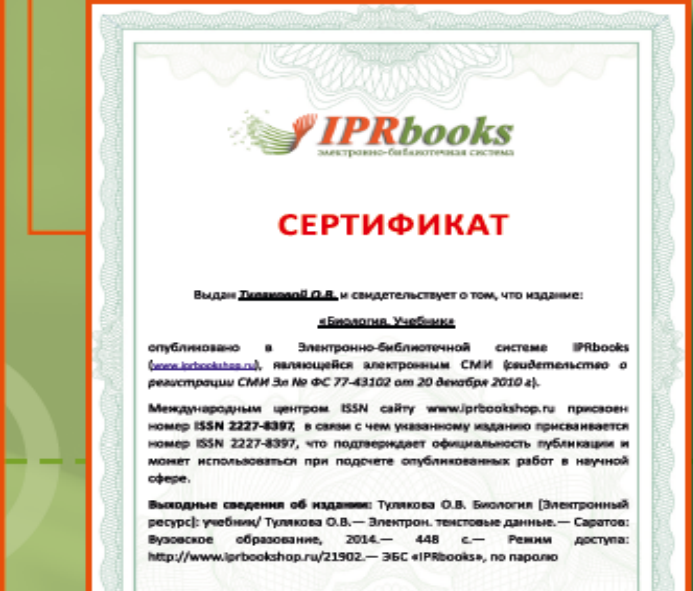 IPRbooks
электронно-библиотечная система
СЕРТИФИКАТ
Выдан Туляковой О.В. и свидетельствует о том, что издание:
«Биология. Учебник»
опубликовано в Электронно-библиотечной системе IPRbooks
(www.iprbookshop.ru), являющейся электронным СМИ (свидетельство о
регистрации СМИ Эл № ФС 77-43102 от 20 декабря 2010 г).
Международным центром ISSN сайту www.iprbookshop.ru присвоен
номер ISSN 2227-8397, в связи с чем указанному изданию присваивается
номер ISSN 2227-8397, что подтверждает официальность публикации и
может использоваться при подсчете опубликованных работ в научной
сфере.
Выходные сведения об издании: Тулякова О.В. Биология [Электронный
ресурс]: учебник/ Тулякова О.В.— Электрон. текстовые данные.— Саратов:
Вузовское образование, 2014.— 448 c.— Режим доступа:
http://www.iprbookshop.ru/21902.— ЭБС «IPRbooks», по паролю